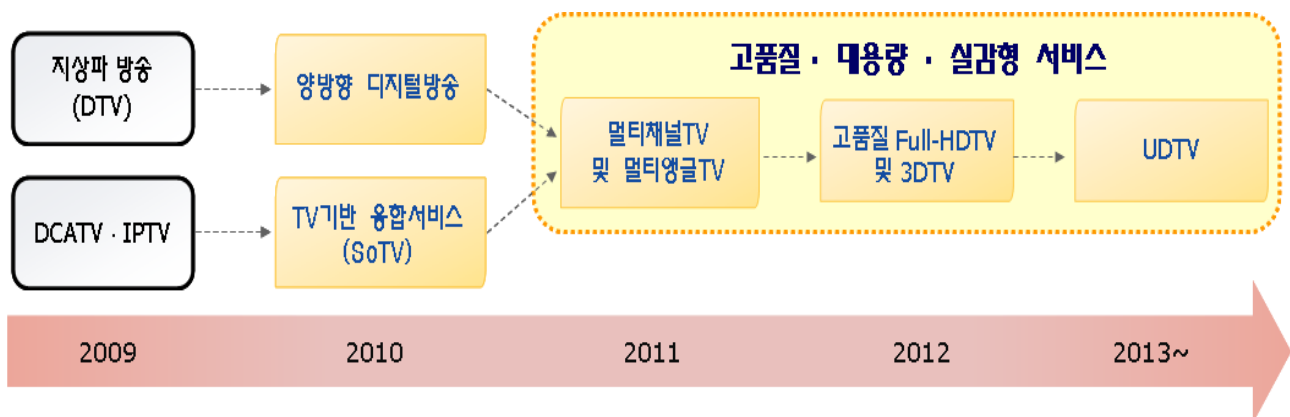 고품질 · 대용량 · 실감형 서비스
지상파 방송
(DTV)
양방향 디지털방송
멀티채널TV
및 멀티앵글TV
고품질 Full-HDTV
및 3DTV
UDTV
DCATV · IPTV
TV기반 융합서비스
(SoTV)
2009
2010
2011
2012
2013~